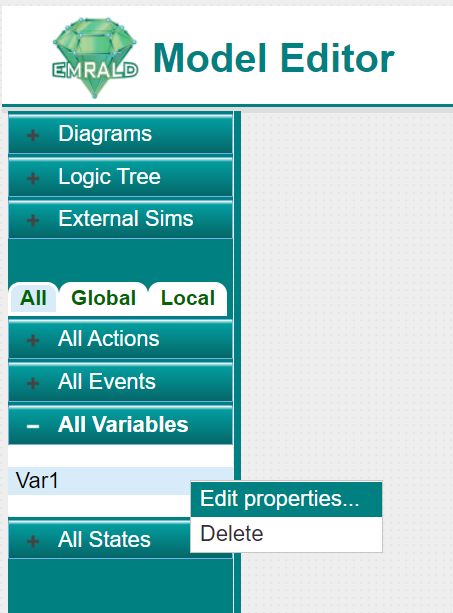 EMRALD Model Editor
+ Diagrams
+ Logic Tree
+ External Sims
All Global Local
+ All Actions
+ All Events
– All Variables
Var1
Edit properties...
Delete
+ All States